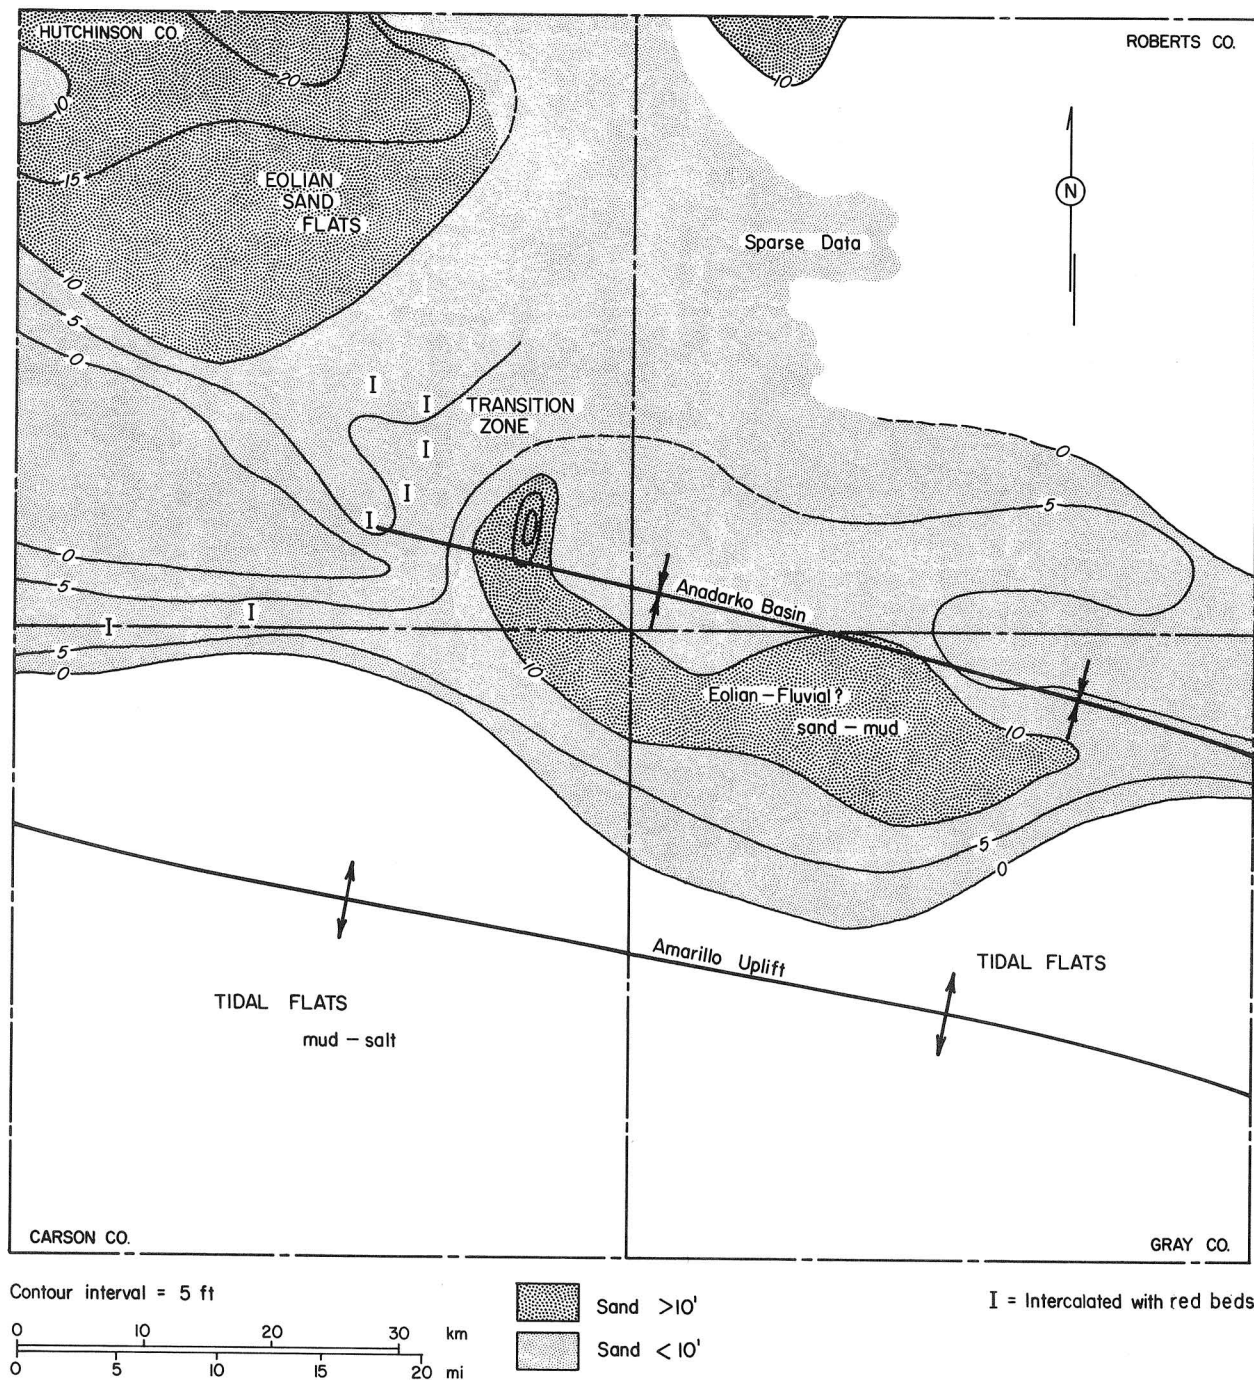 HUTCHINSON CO.
ROBERTS CO.
20
10
10
15
EOLIAN
SAND
FLATS
N
Sparse Data
10
5
0
I
I
TRANSITION
ZONE
I
0
I
5
I
0
5
Anadarko Basin
I
I
5
0
10
Eolian – Fluvial?
sand – mud
10
5
0
Amarillo Uplift
TIDAL FLATS
TIDAL FLATS
mud – salt
CARSON CO.
GRAY CO.
Contour interval = 5 ft
0 10 20 30 km
0 5 10 15 20 mi
Sand >10'
Sand <10'
I = Intercalated with red beds